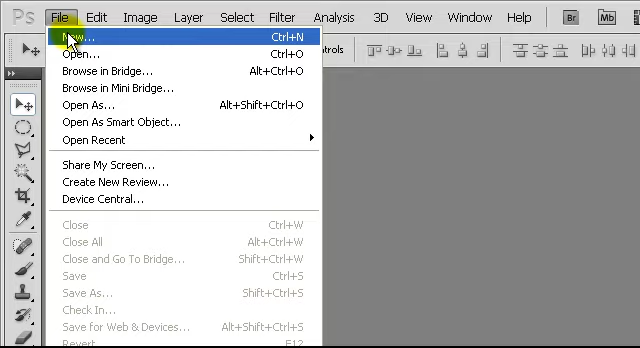 Ps File Edit Image Layer Select Filter Analysis 3D View Window Help Br Mb
New... Ctrl+N
Open... Ctrl+O
Browse in Bridge... Alt+Ctrl+O
Browse in Mini Bridge...
Open As... Alt+Shift+Ctrl+O
Open As Smart Object...
Open Recent
Share My Screen...
Create New Review...
Device Central...
Close Ctrl+W
Close All Alt+Ctrl+W
Close and Go To Bridge... Shift+Ctrl+W
Save Ctrl+S
Save As... Shift+Ctrl+S
Check In...
Save for Web & Devices... Alt+Shift+Ctrl+S
Revert F12